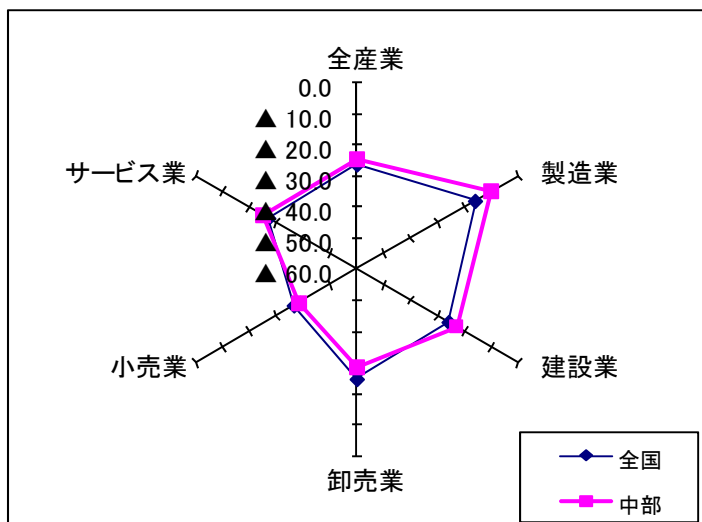 全産業
0.0
▲ 10.0
▲ 20.0
▲ 30.0
▲ 40.0
▲ 50.0
▲ 60.0
サービス業
製造業
小売業
建設業
卸売業
全国
中部